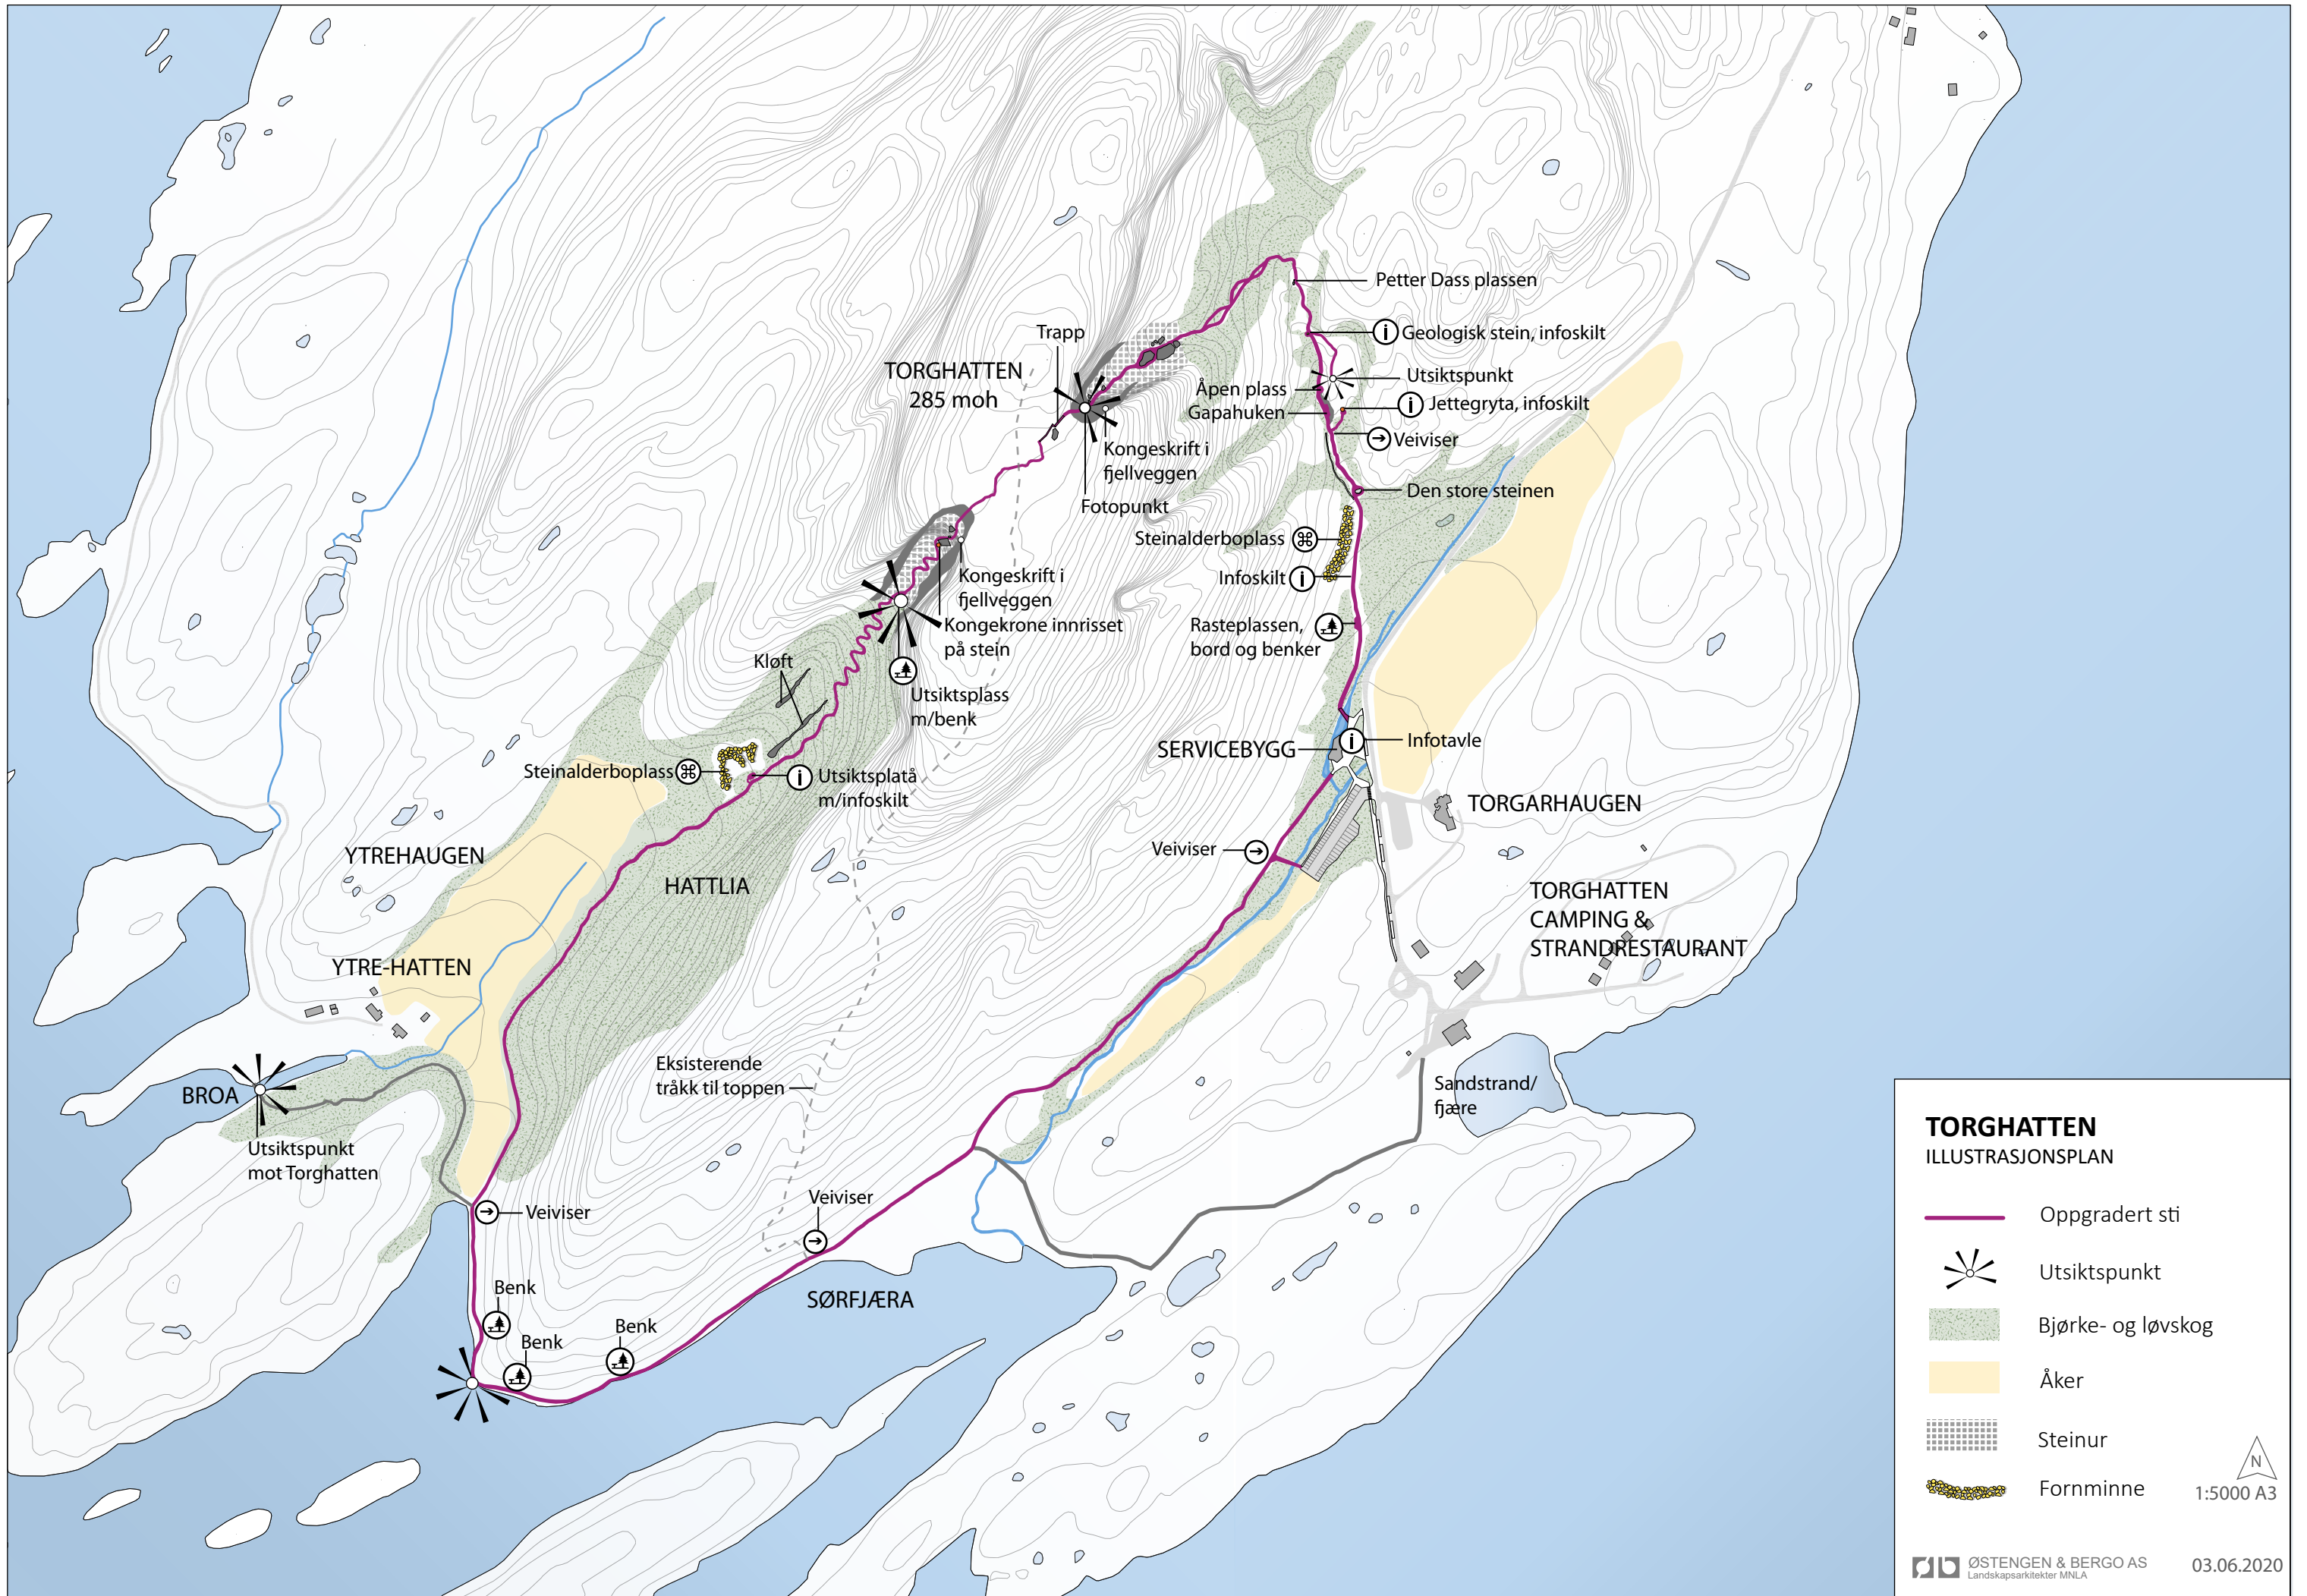 Petter Dass plassen
Trapp
Geologisk stein, infoskilt
TORGHATTEN
285 moh
Utsiktspunkt
Åpen plass
Jettegryta, infoskilt
Gapahuken
Veiviser
Kongeskrift i
fjellveggen
Den store steinen
Fotopunkt
Steinalderboplass
Infoskilt
Kongeskrift i
fjellveggen
Kongekrone innrisset
på stein
Rasteplassen,
bord og benker
Kløft
Utsiktsplass
m/benk
SERVICEBYGG
Infotavle
Steinalderboplass
Utsiktsplatå
m/infoskilt
TORGARHAUGEN
YTREHAUGEN
Veiviser
HATTLIA
TORGHATTEN
CAMPING &
STRANDRESTAURANT
YTRE-HATTEN
Eksisterende
tråkk til toppen
BROA
Sandstrand/
fjære
Utsiktspunkt
mot Torghatten
Veiviser
Veiviser
Benk
SØRFJÆRA
Benk
Benk
TORGHATTEN
ILLUSTRASJONSPLAN
Oppgradert sti
Utsiktspunkt
Bjørke- og løvskog
Åker
Steinur
Fornminne
N
1:5000 A3
ØSTENGEN & BERGO AS
Landskapsarkitekter MNLA
03.06.2020